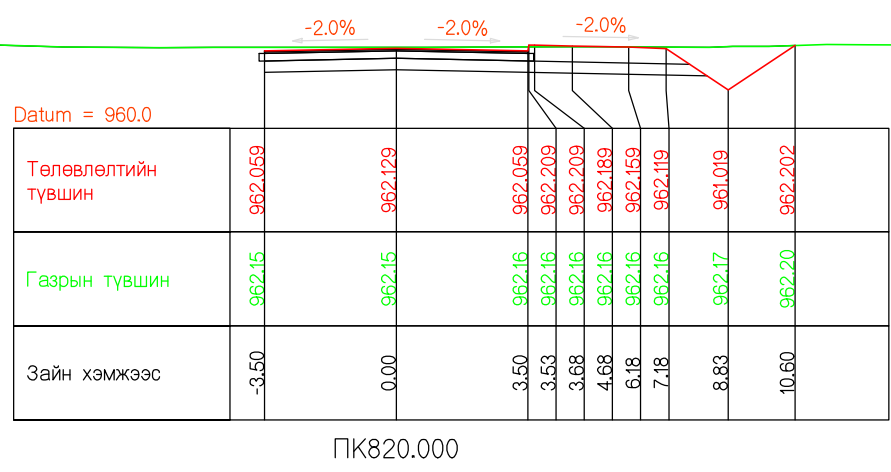 -2.0% -2.0% -2.0%
Datum = 960.0
Төлөвлөлтийн
түвшин
962.059 962.129 962.059 962.209 962.209 962.189 962.159 962.119 961.019 962.202
Газрын түвшин
962.15 962.15 962.16 962.16 962.16 962.16 962.16 962.16 962.17 962.20
Зайн хэмжээс
-3.50 0.00 3.50 3.53 3.68 4.68 6.18 7.18 8.83 10.60
ПК820.000